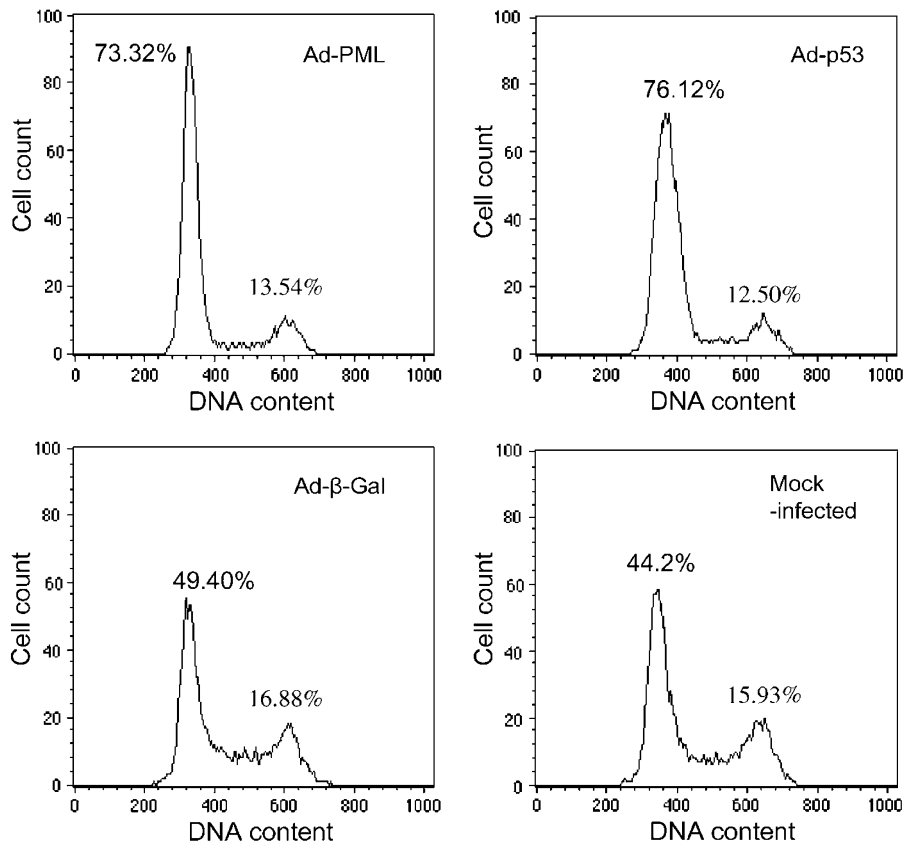 100
73.32%
Ad-PML
80
60
40
20
0
13.54%
Cell count
0 200 400 600 800 1000
DNA content
100
Ad-p53
76.12%
80
60
40
20
0
12.50%
Cell count
0 200 400 600 800 1000
DNA content
100
Ad-β-Gal
80
49.40%
60
40
20
0
16.88%
Cell count
0 200 400 600 800 1000
DNA content
100
Mock
-infected
80
44.2%
60
40
20
0
15.93%
Cell count
0 200 400 600 800 1000
DNA content